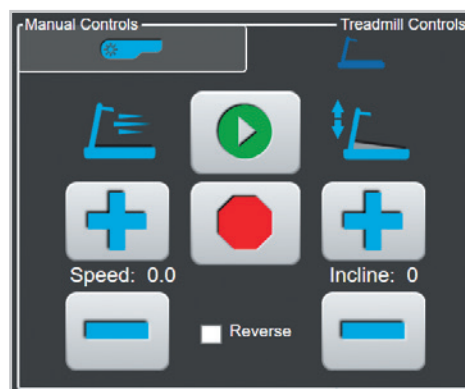 Manual Controls Treadmill Controls
Speed: 0.0 Incline: 0
Reverse